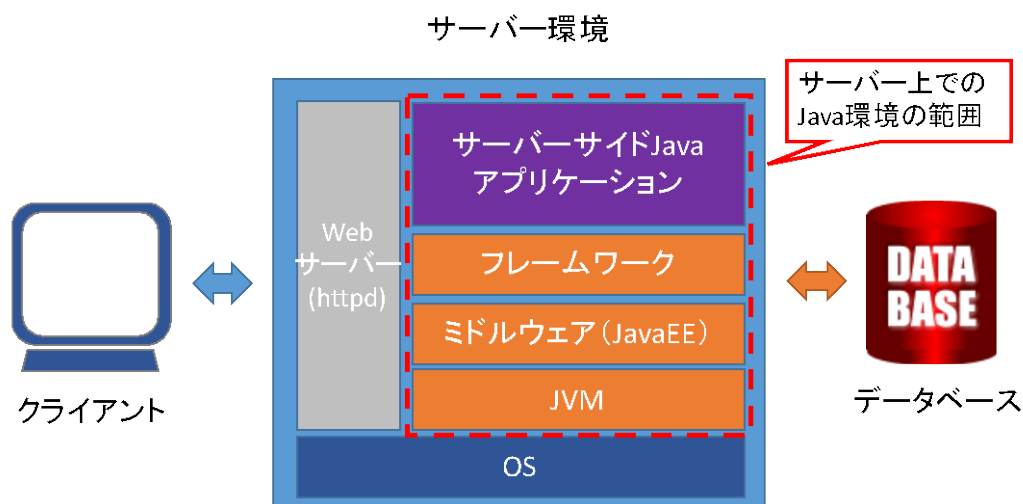 サーバー環境
サーバー上での
Java環境の範囲
サーバーサイドJava
アプリケーション
Web
サーバー
(httpd)
フレームワーク
ミドルウェア（JavaEE）
JVM
OS
クライアント
DATA
BASE
データベース